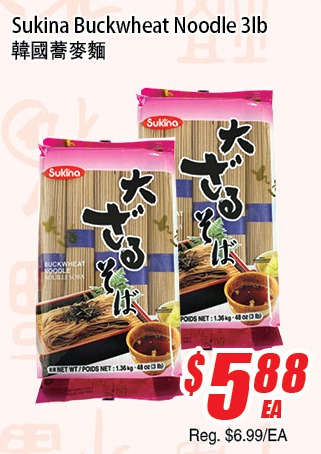 Sukina Buckwheat Noodle 3lb
韓國蕎麥麵
Sukina
大
ざる
そば
BUCKWHEAT
NOODLE
NOUILLE SOBA
NET WT / POIDS NET : 1.36 kg • 48 oz (3 lb)
Sukina
大
ざる
そば
POIDS NET : 1.36 kg • 48 oz (3 lb)
$5.88
EA
Reg. $6.99/EA